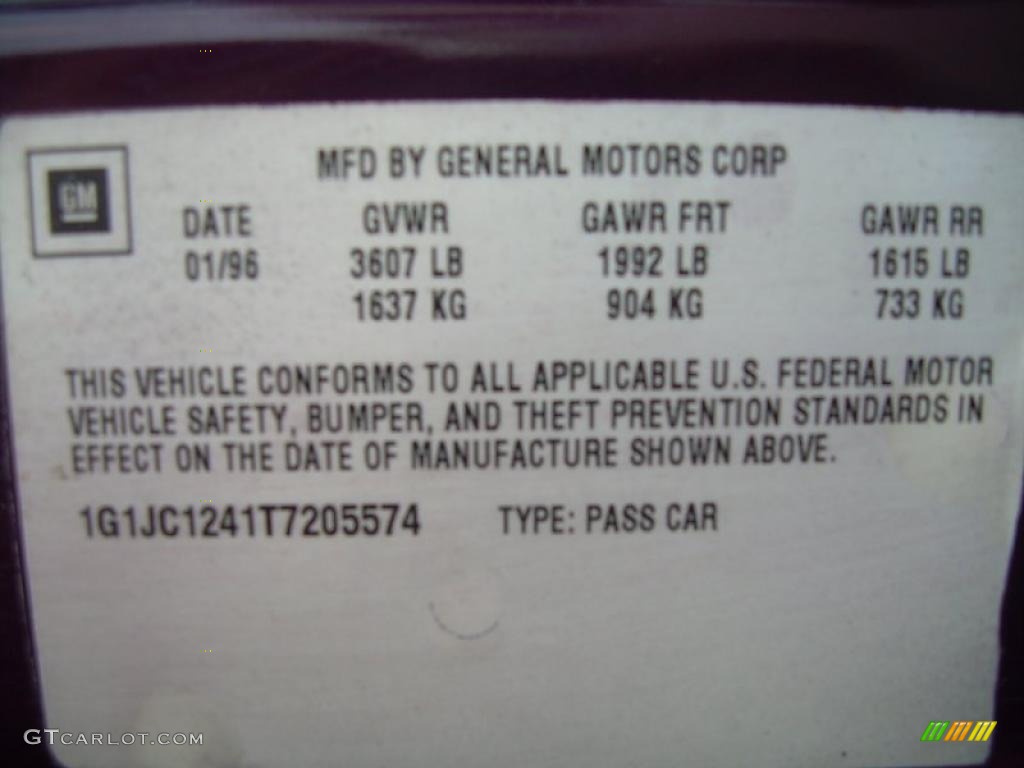 GM
MFD BY GENERAL MOTORS CORP
DATE GVWR GAWR FRT GAWR RR
01/96 3607 LB 1992 LB 1615 LB
1637 KG 904 KG 733 KG
THIS VEHICLE CONFORMS TO ALL APPLICABLE U.S. FEDERAL MOTOR
VEHICLE SAFETY, BUMPER, AND THEFT PREVENTION STANDARDS IN
EFFECT ON THE DATE OF MANUFACTURE SHOWN ABOVE.
1G1JC1241T7205574 TYPE: PASS CAR
GTCARLOT.COM